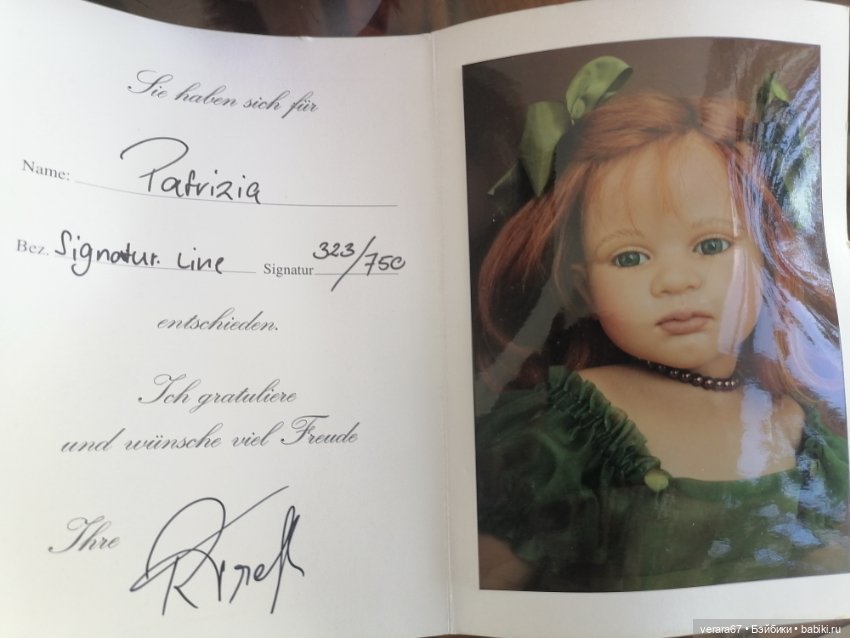 Sie haben sich für
Name: Patrizia
Bez. Signatur. Line Signatur 323/750
entschieden.
Ich gratuliere
und wünsche viel Freude
Ihre
verara67 • Бэйбики • babiki.ru